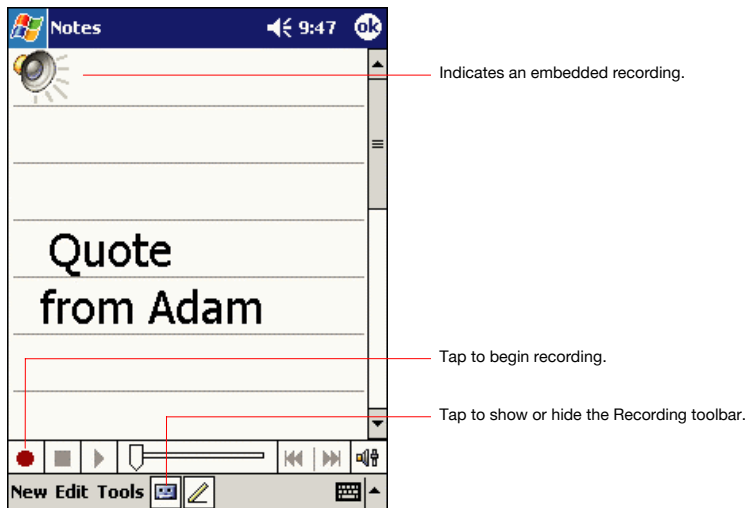 Notes 9:47 ok
Indicates an embedded recording.
Quote
from Adam
Tap to begin recording.
Tap to show or hide the Recording toolbar.
New Edit Tools